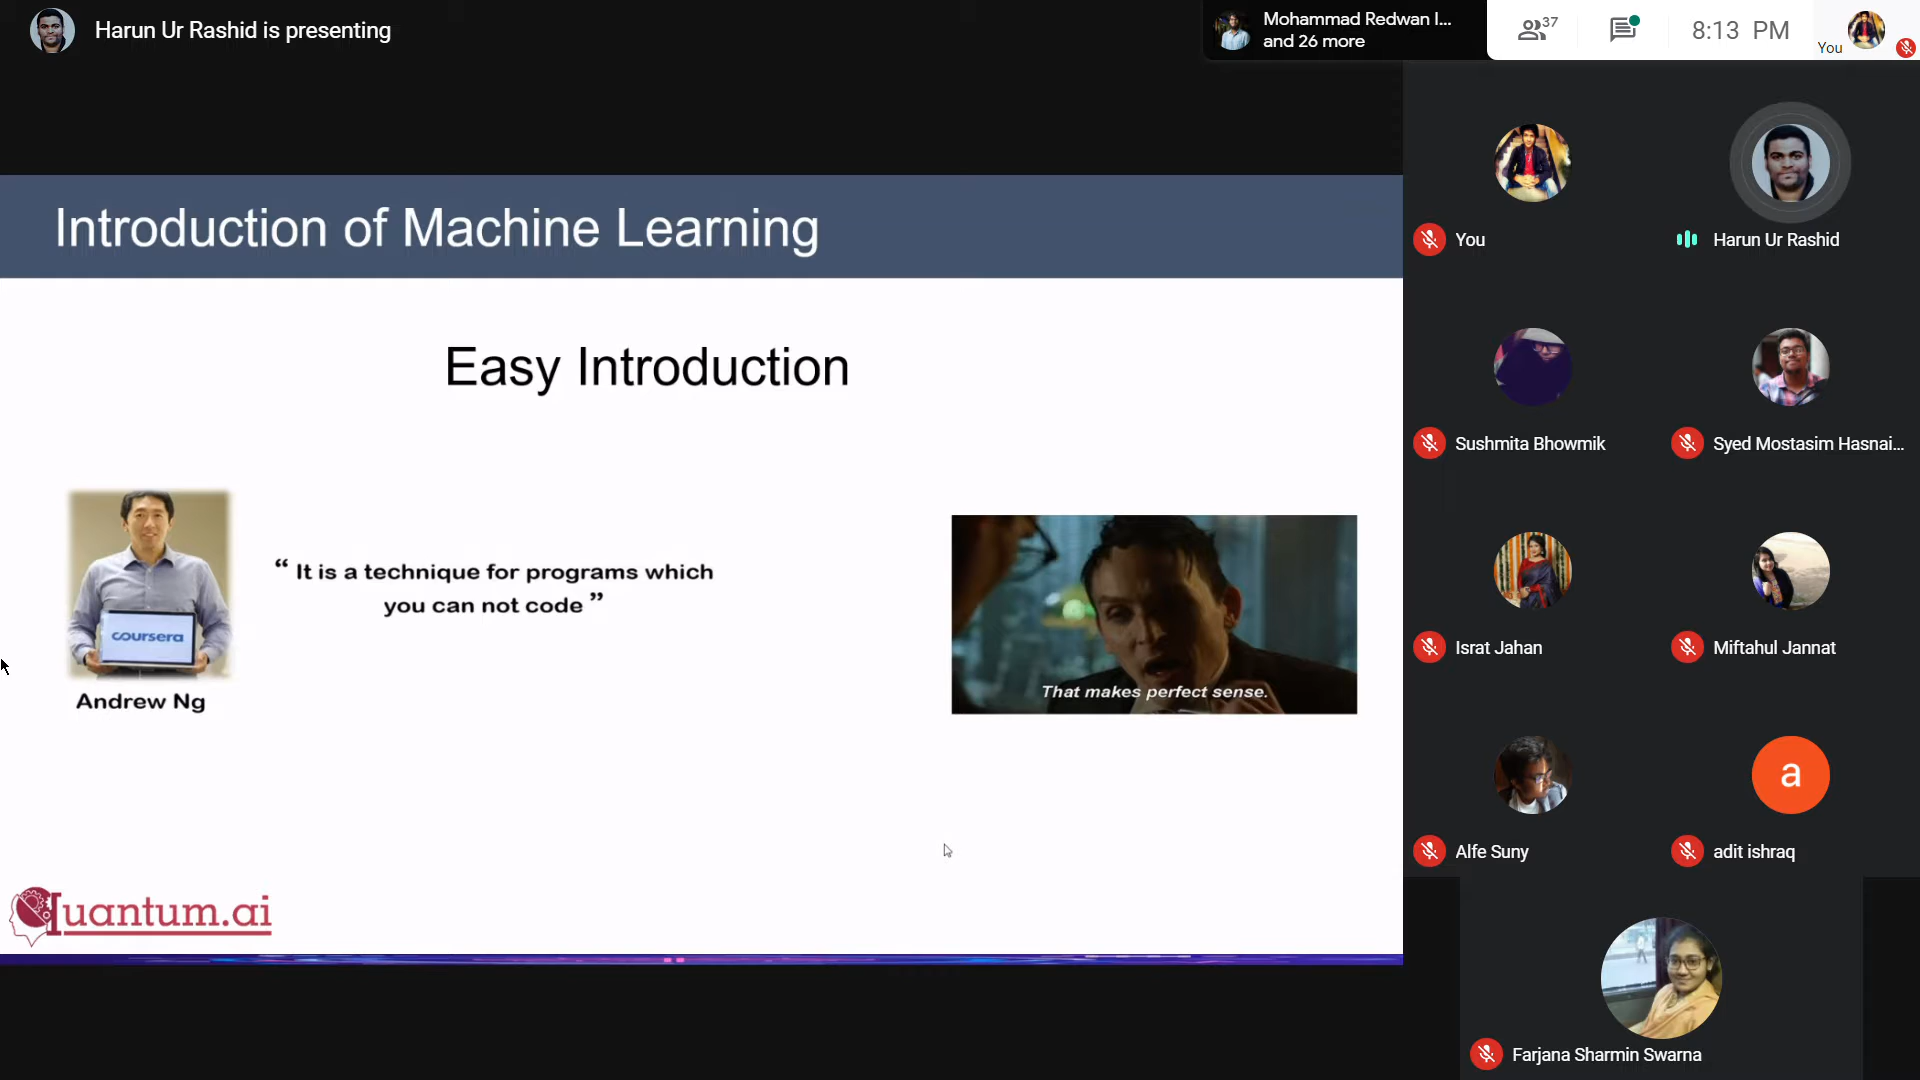 Harun Ur Rashid is presenting
Mohammad Redwan I...
and 26 more
37
8:13 PM
You
Introduction of Machine Learning
Easy Introduction
“ It is a technique for programs which
you can not code ”
coursera
Andrew Ng
That makes perfect sense.
Quantum.ai
You
Harun Ur Rashid
Sushmita Bhowmik
Syed Mostasim Hasnai...
Israt Jahan
Miftahul Jannat
a
Alfe Suny
adit ishraq
Farjana Sharmin Swarna